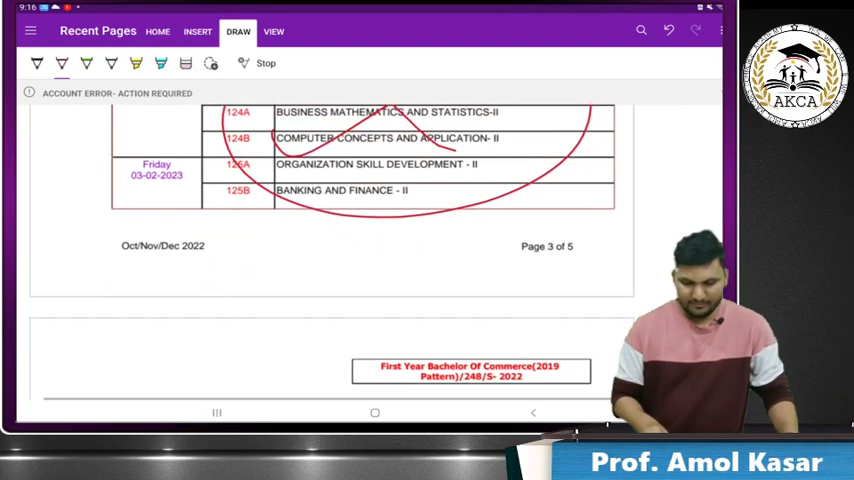 9:16
Recent Pages HOME INSERT DRAW VIEW
Stop
ACCOUNT ERROR- ACTION REQUIRED
124A BUSINESS MATHEMATICS AND STATISTICS-II
124B COMPUTER CONCEPTS AND APPLICATION- II
Friday
03-02-2023
125A ORGANIZATION SKILL DEVELOPMENT - II
125B BANKING AND FINANCE - II
Oct/Nov/Dec 2022 Page 3 of 5
First Year Bachelor Of Commerce(2019
Pattern)/248/S- 2022
AKCA
Prof. Amol Kasar